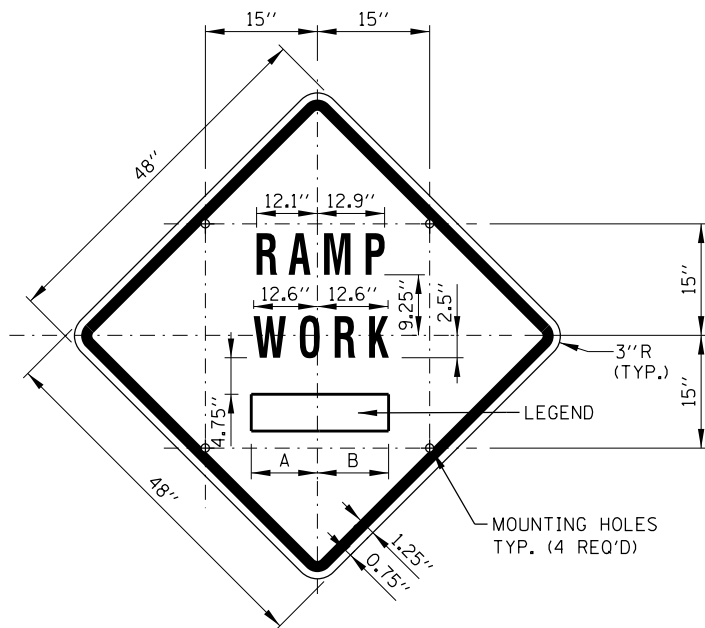 15" 15"
48"
12.1" 12.9"
RAMP
12.6" 12.6"
9.25"
2.5"
15"
WORK
3"R
(TYP.)
15"
4.75"
LEGEND
A B
48"
MOUNTING HOLES
TYP. (4 REQ'D)
1.25"
0.75"